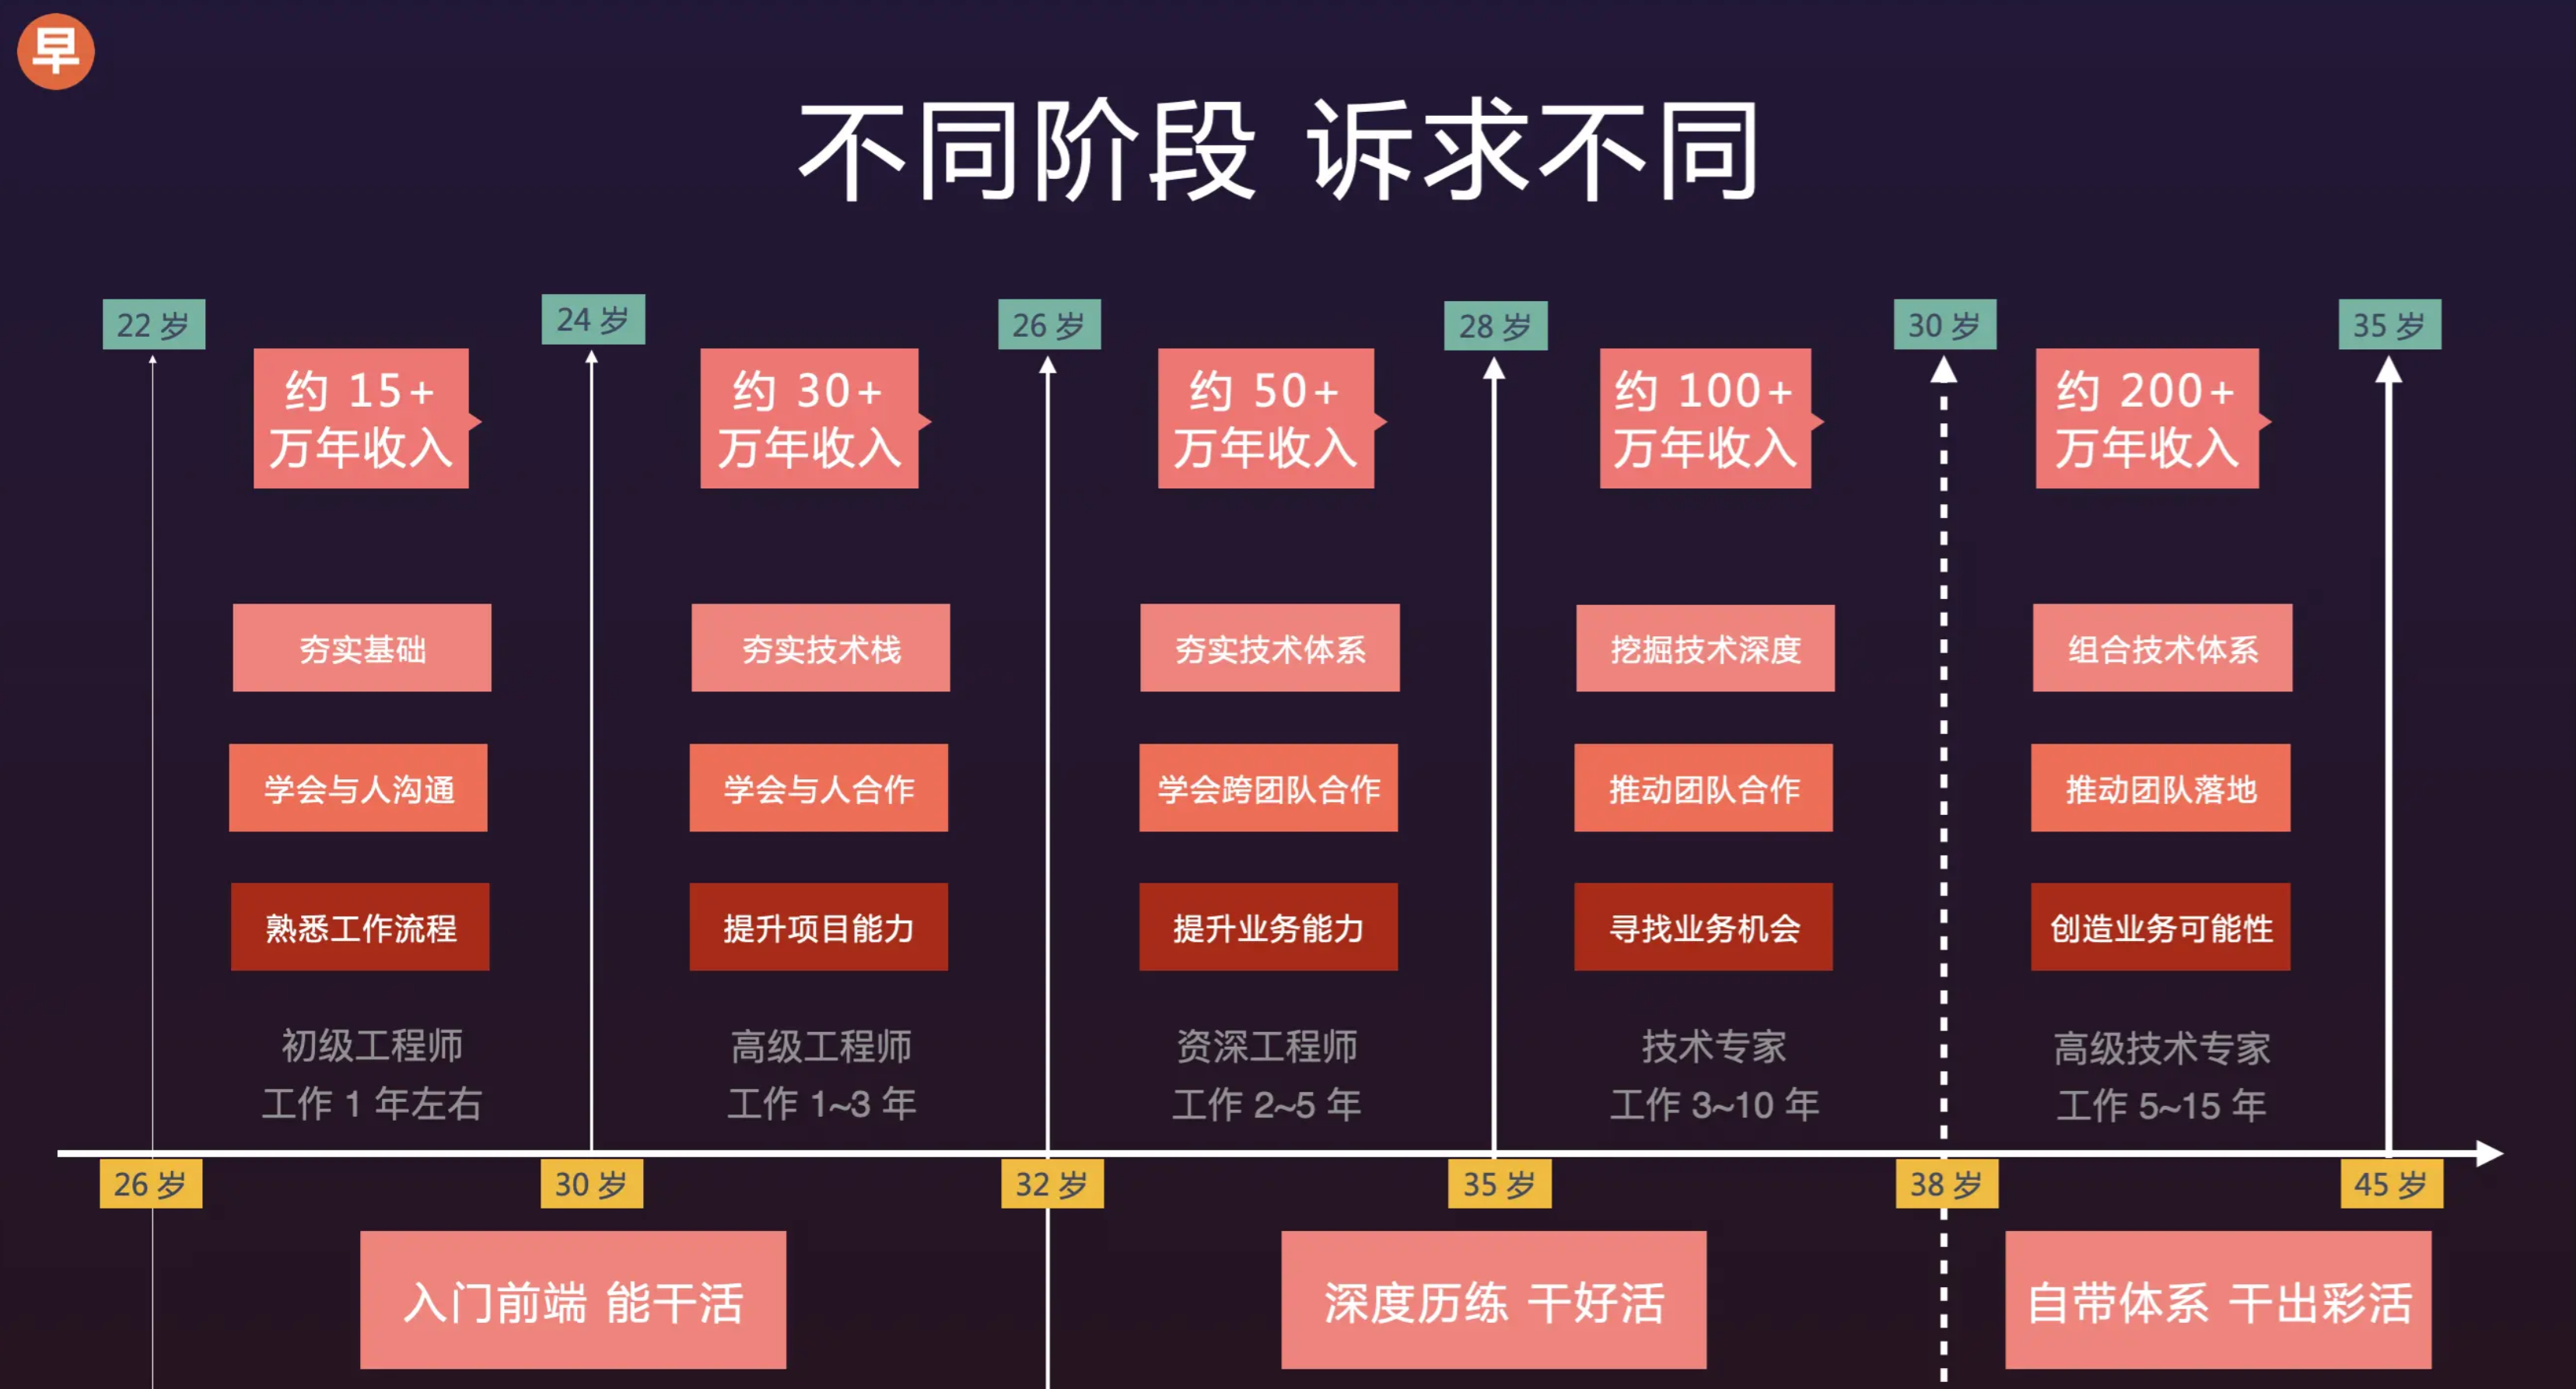 早
不同阶段 诉求不同
22 岁
24 岁
26 岁
28 岁
30 岁
35 岁
约 15+
万年收入
约 30+
万年收入
约 50+
万年收入
约 100+
万年收入
约 200+
万年收入
夯实基础
夯实技术栈
夯实技术体系
挖掘技术深度
组合技术体系
学会与人沟通
学会与人合作
学会跨团队合作
推动团队合作
推动团队落地
熟悉工作流程
提升项目能力
提升业务能力
寻找业务机会
创造业务可能性
初级工程师
工作 1 年左右
高级工程师
工作 1~3 年
资深工程师
工作 2~5 年
技术专家
工作 3~10 年
高级技术专家
工作 5~15 年
26 岁
30 岁
32 岁
35 岁
38 岁
45 岁
入门前端 能干活
深度历练 干好活
自带体系 干出彩活